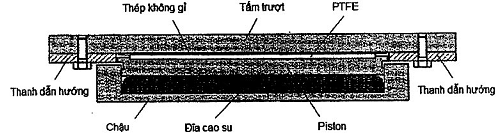 Thép không gỉ Tấm trượt PTFE
Thanh dẫn hướng Thanh dẫn hướng
Chậu Đĩa cao su Piston